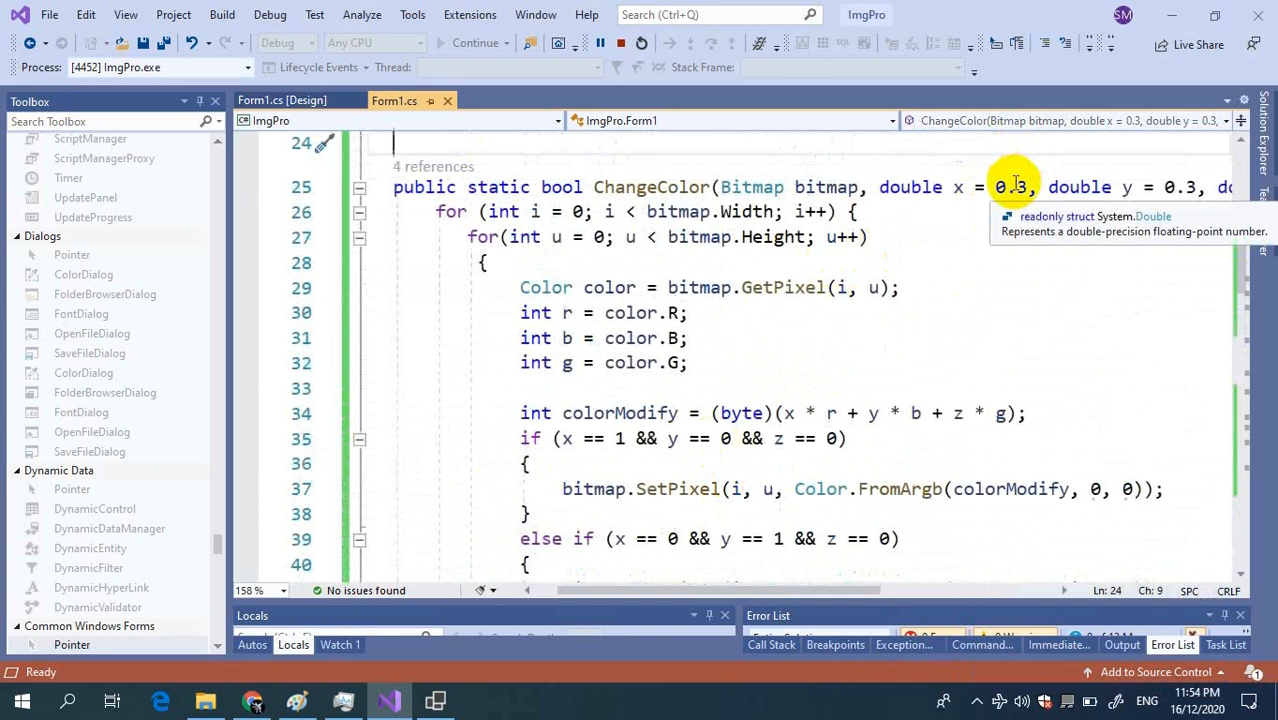 File Edit View Project Build Debug Test Analyze Tools Extensions Window Help Search (Ctrl+Q) ImgPro SM
Debug Any CPU Continue Live Share
Process: [4452] ImgPro.exe Lifecycle Events Thread: Stack Frame:
Toolbox
Search Toolbox
ScriptManager
ScriptManagerProxy
Timer
UpdatePanel
UpdateProgress
Dialogs
Pointer
ColorDialog
FolderBrowserDialog
FontDialog
OpenFileDialog
SaveFileDialog
ColorDialog
FolderBrowserDialog
FontDialog
OpenFileDialog
SaveFileDialog
Dynamic Data
Pointer
DynamicControl
DynamicDataManager
DynamicEntity
DynamicFilter
DynamicHyperLink
DynamicValidator
Common Windows Forms
Pointer
Form1.cs [Design] Form1.cs
ImgPro ImgPro.Form1 ChangeColor(Bitmap bitmap, double x = 0.3, double y = 0.3,
24
4 references
25 public static bool ChangeColor(Bitmap bitmap, double x = 0.3, double y = 0.3,
26 for (int i = 0; i < bitmap.Width; i++) {
27 for(int u = 0; u < bitmap.Height; u++)
28 {
29 Color color = bitmap.GetPixel(i, u);
30 int r = color.R;
31 int b = color.B;
32 int g = color.G;
33
34 int colorModify = (byte)(x * r + y * b + z * g);
35 if (x == 1 && y == 0 && z == 0)
36 {
37 bitmap.SetPixel(i, u, Color.FromArgb(colorModify, 0, 0));
38 }
39 else if (x == 0 && y == 1 && z == 0)
40 {
readonly struct System.Double
Represents a double-precision floating-point number.
Solution Explorer
158 % No issues found Ln: 24 Ch: 9 SPC CRLF
Locals Error List
Autos Locals Watch 1 Call Stack Breakpoints Exception... Command... Immediate... Output Error List Task List
Ready Add to Source Control 1
ENG 11:54 PM
16/12/2020